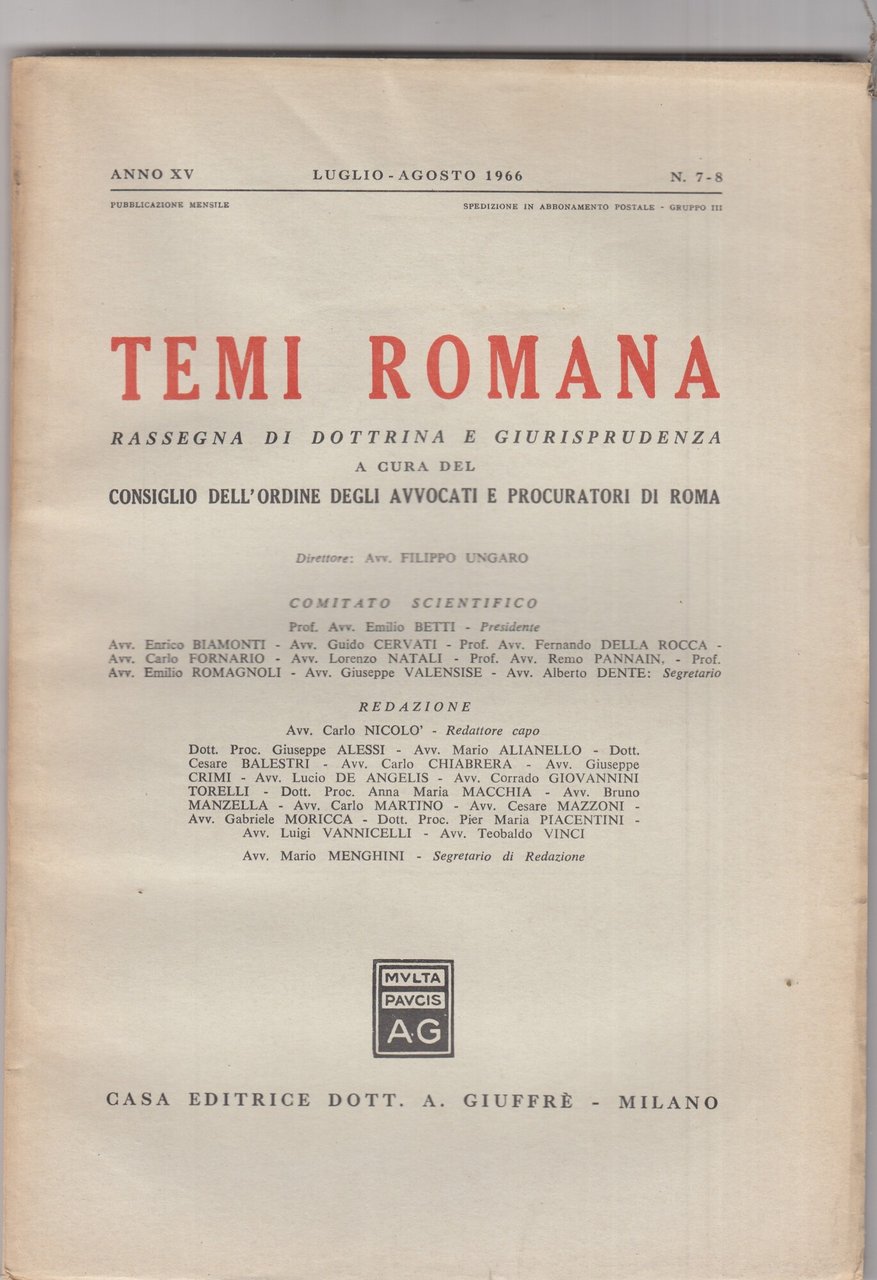 ANNO XV LUGLIO - AGOSTO 1966 N. 7-8
PUBBLICAZIONE MENSILE SPEDIZIONE IN ABBONAMENTO POSTALE - GRUPPO III
TEMI ROMANA
RASSEGNA DI DOTTRINA E GIURISPRUDENZA
A CURA DEL
CONSIGLIO DELL'ORDINE DEGLI AVVOCATI E PROCURATORI DI ROMA
Direttore: Avv. FILIPPO UNGARO
COMITATO SCIENTIFICO
Prof. Avv. Emilio BETTI - Presidente
Avv. Enrico BIAMONTI - Avv. Guido CERVATI - Prof. Avv. Fernando DELLA ROCCA -
Avv. Carlo FORNARIO - Avv. Lorenzo NATALI - Prof. Avv. Remo PANNAIN, - Prof.
Avv. Emilio ROMAGNOLI - Avv. Giuseppe VALENSISE - Avv. Alberto DENTE: Segretario
REDAZIONE
Avv. Carlo NICOLO' - Redattore capo
Dott. Proc. Giuseppe ALESSI - Avv. Mario ALIANELLO - Dott.
Cesare BALESTRI - Avv. Carlo CHIABRERA - Avv. Giuseppe
CRIMI - Avv. Lucio DE ANGELIS - Avv. Corrado GIOVANNINI
TORELLI - Dott. Proc. Anna Maria MACCHIA - Avv. Bruno
MANZELLA - Avv. Carlo MARTINO - Avv. Cesare MAZZONI -
Avv. Gabriele MORICCA - Dott. Proc. Pier Maria PIACENTINI -
Avv. Luigi VANNICELLI - Avv. Teobaldo VINCI
Avv. Mario MENGHINI - Segretario di Redazione
MVLTA
PAVCIS
A·G
CASA EDITRICE DOTT. A. GIUFFRÈ - MILANO